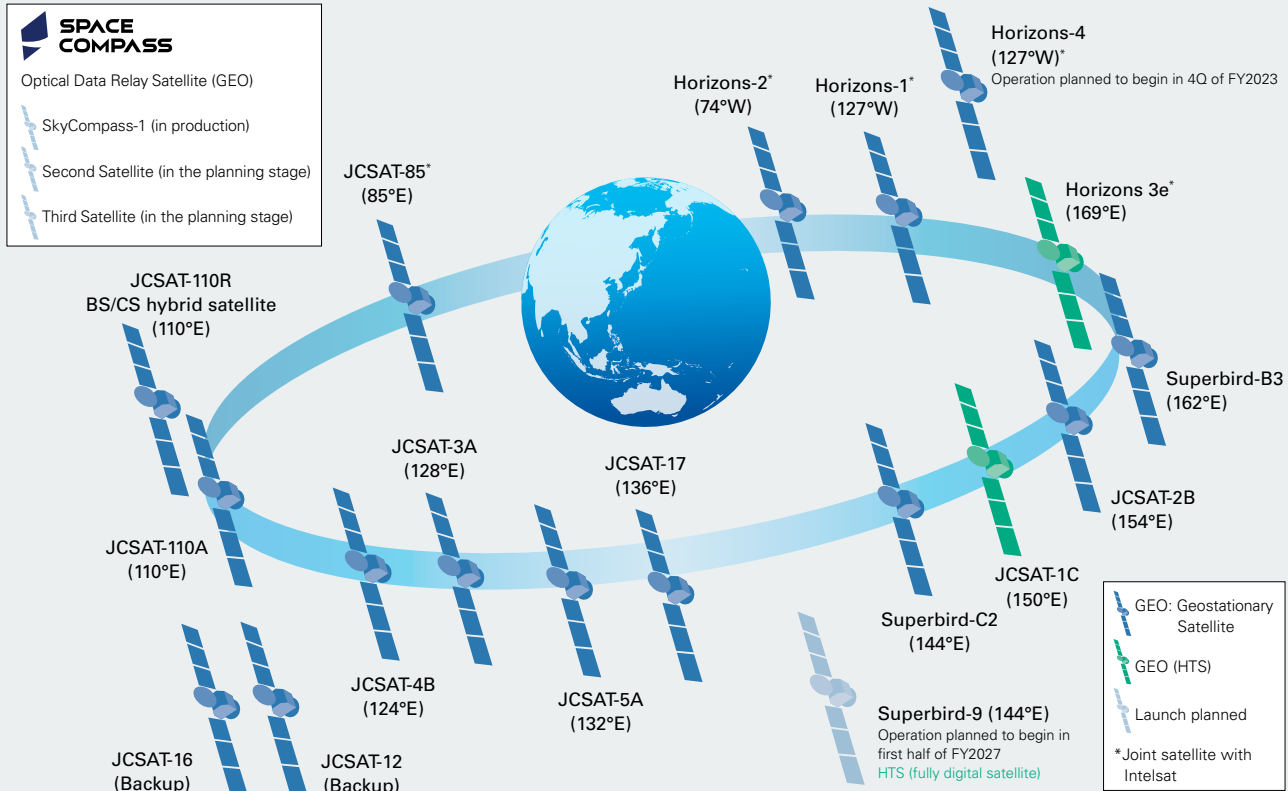 SPACE
COMPASS
Optical Data Relay Satellite (GEO)
SkyCompass-1 (in production)
Second Satellite (in the planning stage)
Third Satellite (in the planning stage)
Horizons-4
(127°W)*
Operation planned to begin in 4Q of FY2023
Horizons-2*
(74°W)
Horizons-1*
(127°W)
JCSAT-85*
(85°E)
Horizons 3e*
(169°E)
JCSAT-110R
BS/CS hybrid satellite
(110°E)
Superbird-B3
(162°E)
JCSAT-3A
(128°E)
JCSAT-17
(136°E)
JCSAT-2B
(154°E)
JCSAT-110A
(110°E)
JCSAT-1C
(150°E)
Superbird-C2
(144°E)
JCSAT-4B
(124°E)
JCSAT-5A
(132°E)
Superbird-9 (144°E)
Operation planned to begin in
first half of FY2027
HTS (fully digital satellite)
JCSAT-16
(Backup)
JCSAT-12
(Backup)
GEO: Geostationary
Satellite
GEO (HTS)
Launch planned
*Joint satellite with
Intelsat